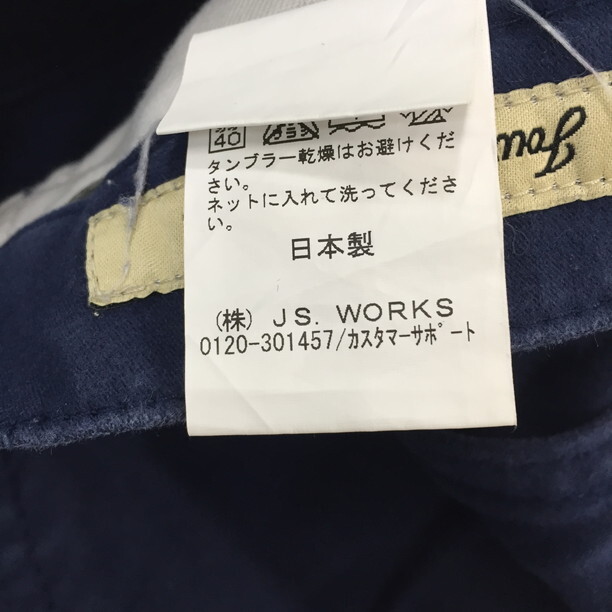 40
タンブラー乾燥はお避けくだ
さい。
ネットに入れて洗ってくださ
い。
日本製
(株) JS. WORKS
0120-301457/ｶｽﾀﾏｰｻﾎﾟｰﾄ